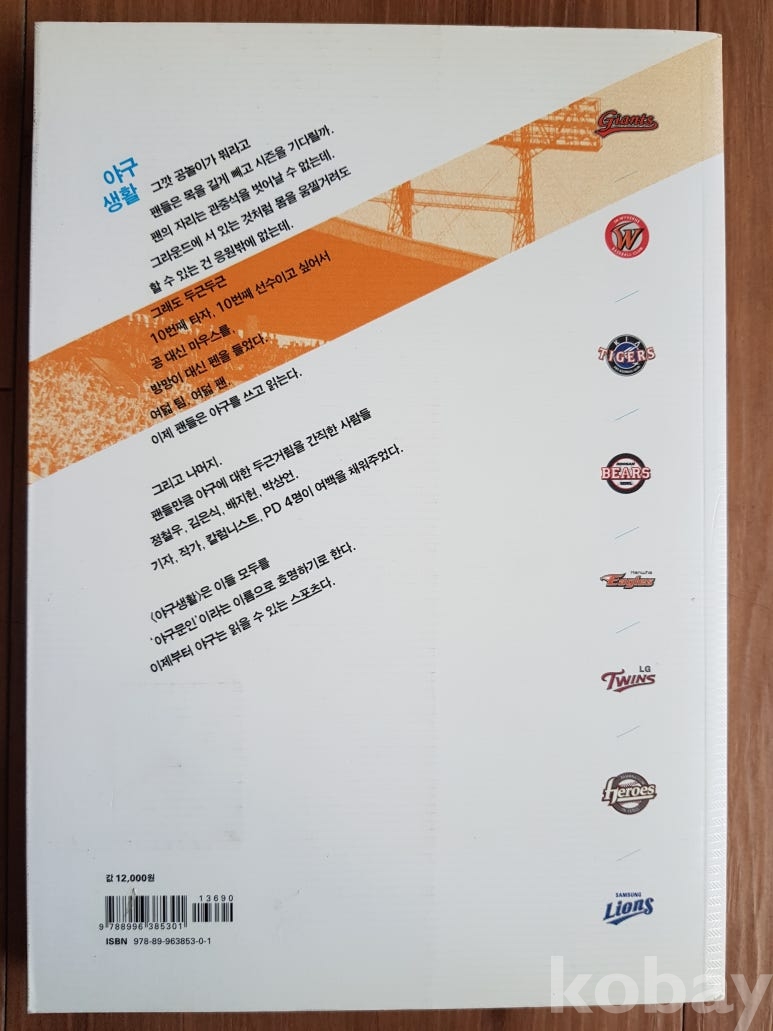 야구
생활
그깟 공놀이가 뭐라고
팬들은 목을 길게 빼고 시즌을 기다릴까.
팬의 자리는 관중석을 벗어날 수 없는데.
그라운드에 서 있는 것처럼 몸을 움찔거려도
할 수 있는 건 응원밖에 없는데.
그래도 두근두근
10번째 타자, 10번째 선수이고 싶어서
공 대신 마우스를,
방망이 대신 펜을 들었다.
여덟 팀, 여덟 팬.
이제 팬들은 야구를 쓰고 읽는다.
그리고 나머지.
팬들만큼 야구에 대한 두근거림을 간직한 사람들
정철우, 김은식, 배지헌, 박상언.
기자, 작가, 칼럼니스트, PD 4명이 여백을 채워주었다.
<야구생활>은 이들 모두를
'야구문인'이라는 이름으로 호명하기로 한다.
이제부터 야구는 읽을 수 있는 스포츠다.
Giants
W
KIA
TIGERS
BEARS
Hanwha
Eagles
LG
TWINS
Heroes
SAMSUNG
Lions
값 12,000원
13690
9 788996 385301
ISBN 978-89-963853-0-1
kobay